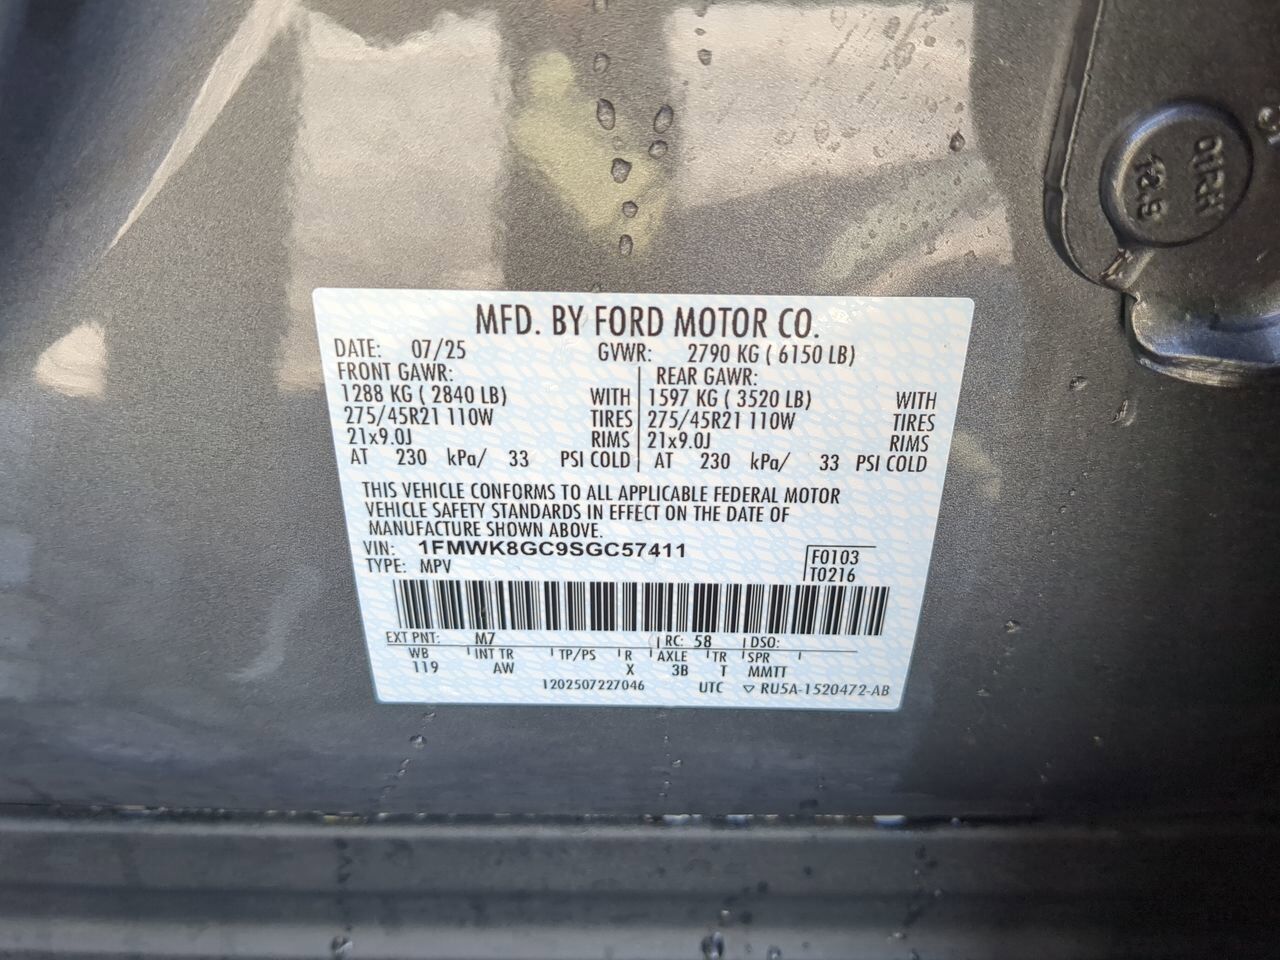 MFD. BY FORD MOTOR CO.
DATE: 07/25 GVWR: 2790 KG ( 6150 LB)
FRONT GAWR: REAR GAWR:
1288 KG ( 2840 LB) WITH 1597 KG ( 3520 LB) WITH
275/45R21 110W TIRES 275/45R21 110W TIRES
21x9.0J RIMS 21x9.0J RIMS
AT 230 kPa/ 33 PSI COLD AT 230 kPa/ 33 PSI COLD
THIS VEHICLE CONFORMS TO ALL APPLICABLE FEDERAL MOTOR
VEHICLE SAFETY STANDARDS IN EFFECT ON THE DATE OF
MANUFACTURE SHOWN ABOVE.
VIN: 1FMWK8GC9SGC57411 F0103
TYPE: MPV T0216
EXT PNT: M7 RC: 58 DSO:
WB INT TR TP/PS R AXLE TR SPR
119 AW X 3B T MMTT
1202507227046 UTC ▽ RU5A-1520472-AB